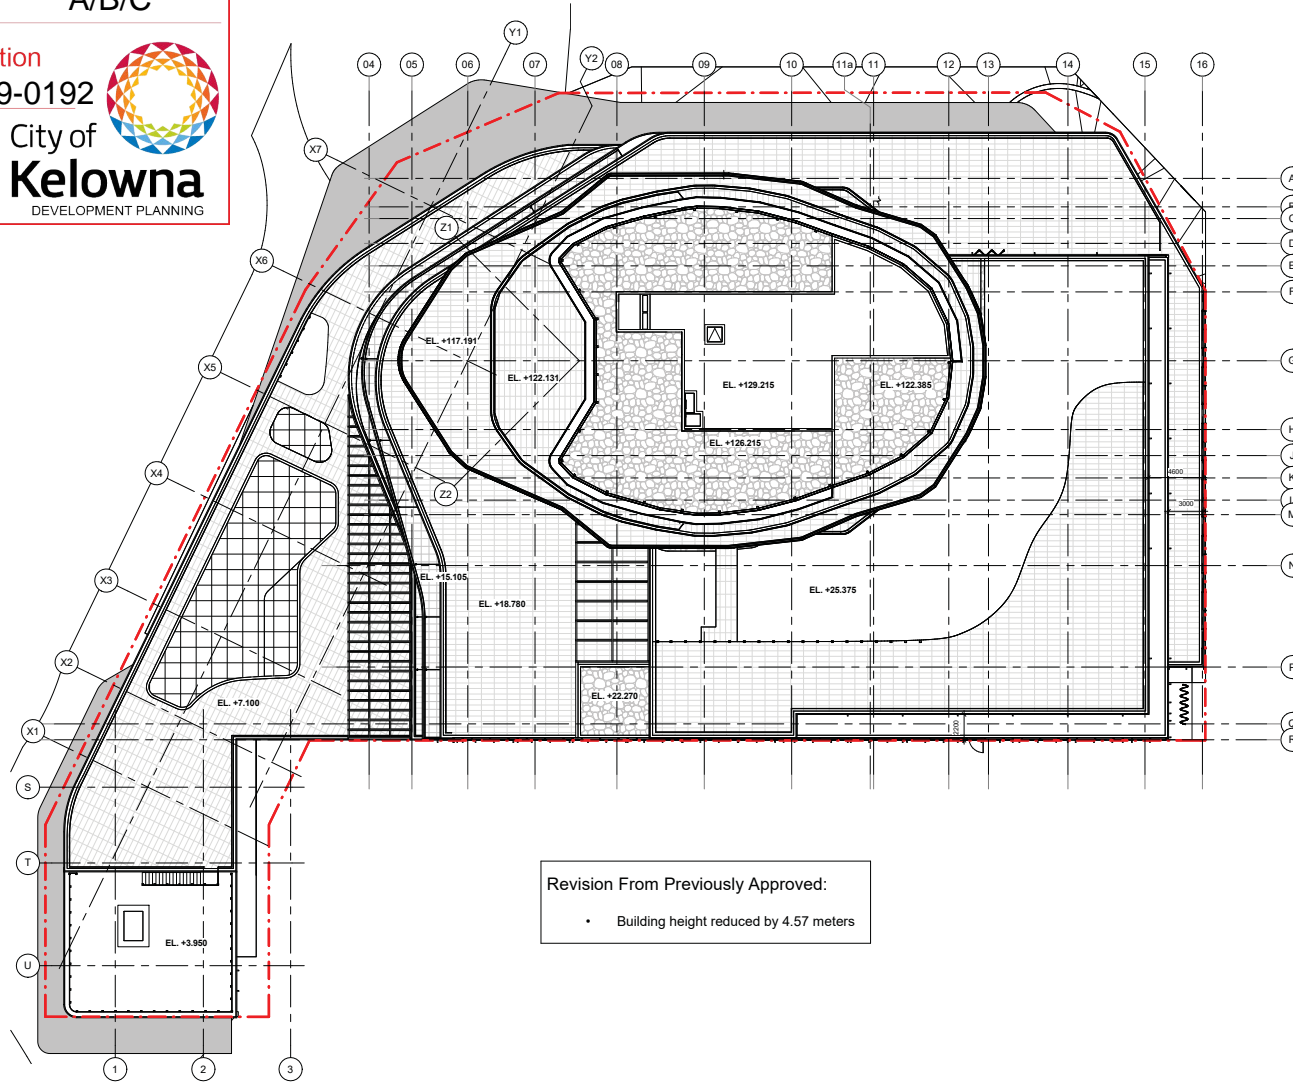 A/B/C
tion
9-0192
City of
Kelowna
DEVELOPMENT PLANNING
Y1
Y2
04
05
06
07
08
09
10
11a
11
12
13
14
15
16
X7
X6
X5
X4
X3
X2
X1
Z1
Z2
A
C
D
E
F
G
H
J
K
L
M
N
P
Q
R
S
T
U
1
2
3
EL. +117.191
EL. +122.131
EL. +129.215
EL. +122.385
EL. +126.215
EL. +15.105
EL. +18.780
EL. +25.375
EL. +22.270
EL. +7.100
EL. +3.950
4600
3000
2200
Revision From Previously Approved:
• Building height reduced by 4.57 meters